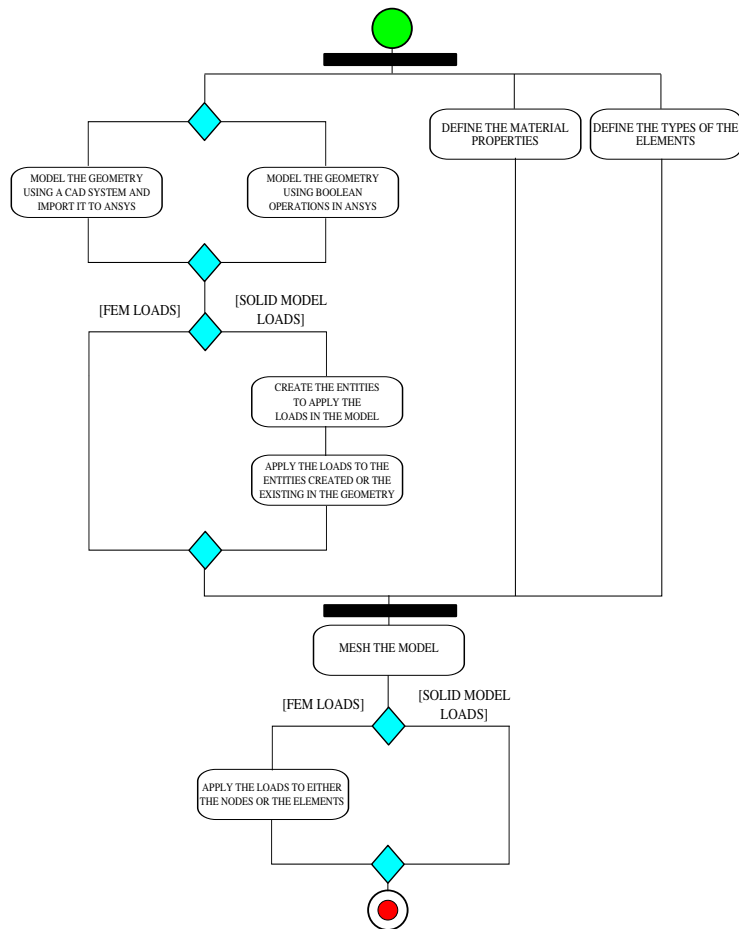 DEFINE THE MATERIAL
PROPERTIES
DEFINE THE TYPES OF THE
ELEMENTS
MODEL THE GEOMETRY
USING A CAD SYSTEM AND
IMPORT IT TO ANSYS
MODEL THE GEOMETRY
USING BOOLEAN
OPERATIONS IN ANSYS
[FEM LOADS]
[SOLID MODEL
LOADS]
CREATE THE ENTITIES
TO APPLY THE
LOADS IN THE MODEL
APPLY THE LOADS TO THE
ENTITIES CREATED OR THE
EXISTING IN THE GEOMETRY
MESH THE MODEL
[FEM LOADS]
[SOLID MODEL
LOADS]
APPLY THE LOADS TO EITHER
THE NODES OR THE ELEMENTS